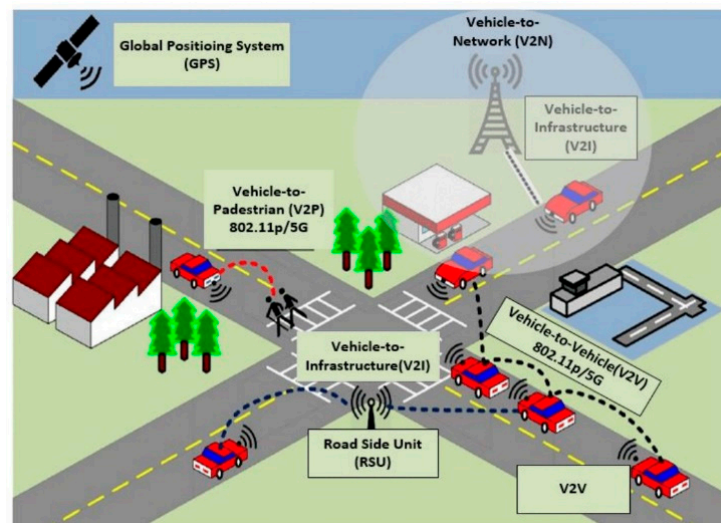 Global Positioing System
(GPS)
Vehicle-to-
Network (V2N)
Vehicle-to-
Infrastructure
(V2I)
Vehicle-to-
Padestrian (V2P)
802.11p/5G
Vehicle-to-Vehicle(V2V)
802.11p/5G
Vehicle-to-
Infrastructure(V2I)
Road Side Unit
(RSU)
V2V